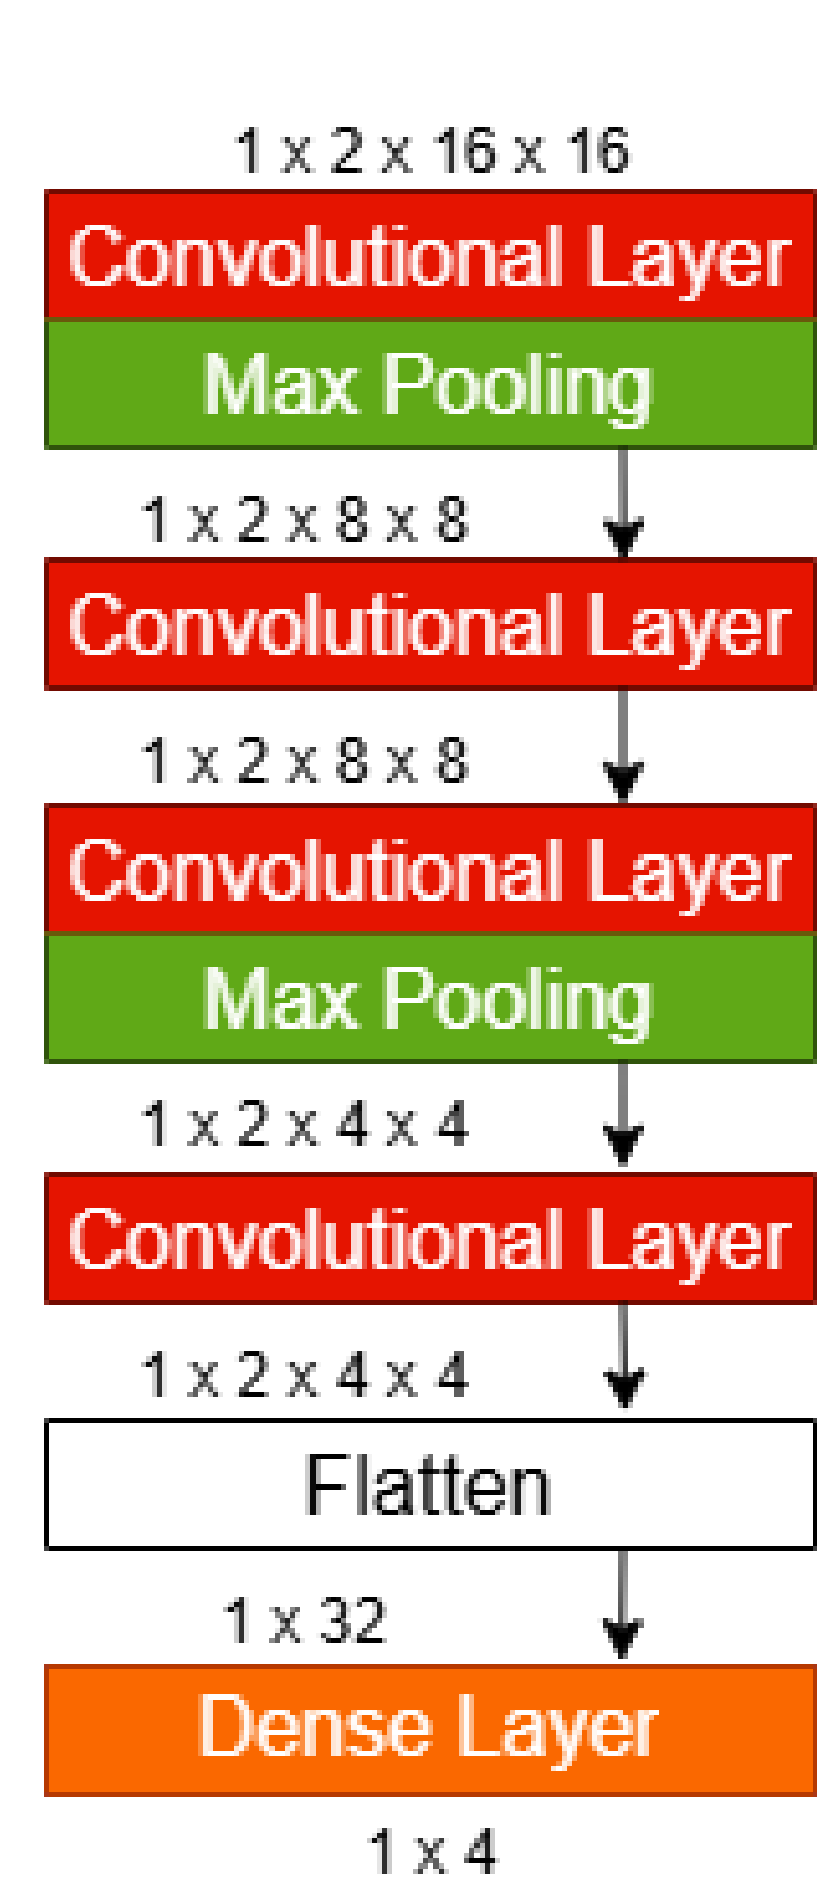 1 x 2 x 16 x 16
Convolutional Layer
Max Pooling
1 x 2 x 8 x 8
Convolutional Layer
1 x 2 x 8 x 8
Convolutional Layer
Max Pooling
1 x 2 x 4 x 4
Convolutional Layer
1 x 2 x 4 x 4
Flatten
1 x 32
Dense Layer
1 x 4